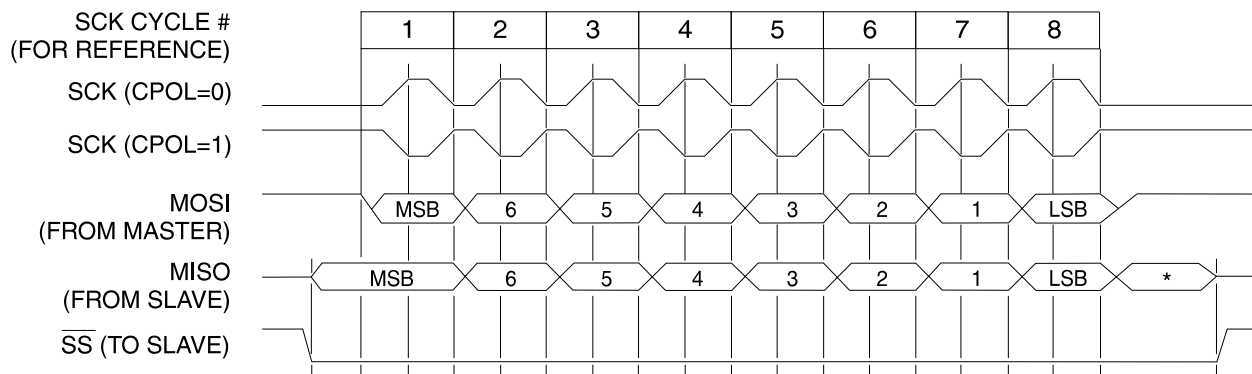 SCK CYCLE # 1 2 3 4 5 6 7 8
(FOR REFERENCE)
SCK (CPOL=0)
SCK (CPOL=1)
MOSI MSB 6 5 4 3 2 1 LSB
(FROM MASTER)
MISO MSB 6 5 4 3 2 1 LSB *
(FROM SLAVE)
SS (TO SLAVE)